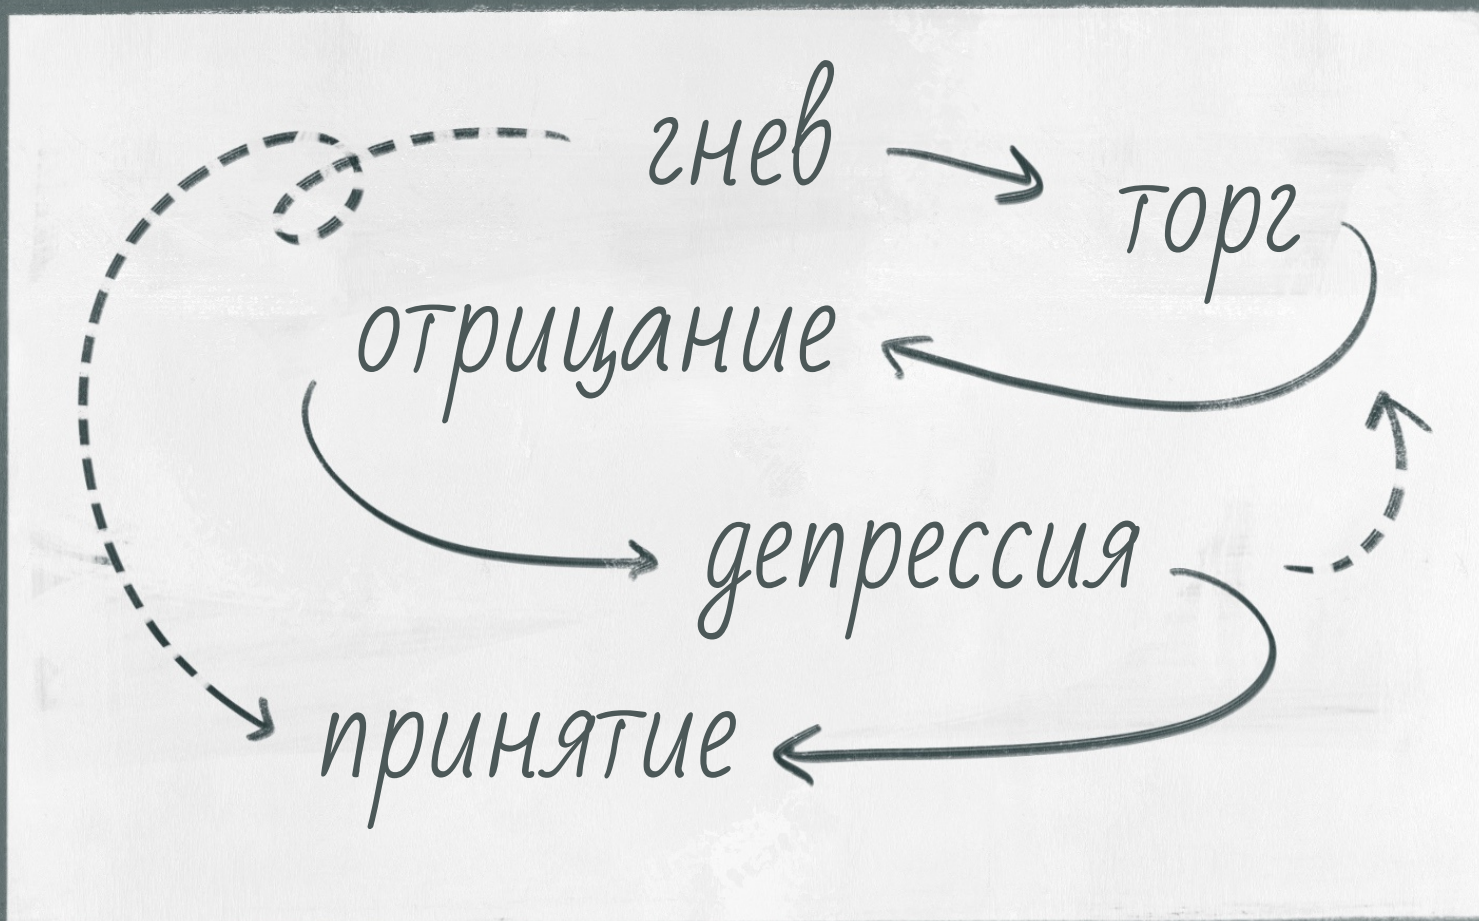 гнев
торг
отрицание
депрессия
принятие